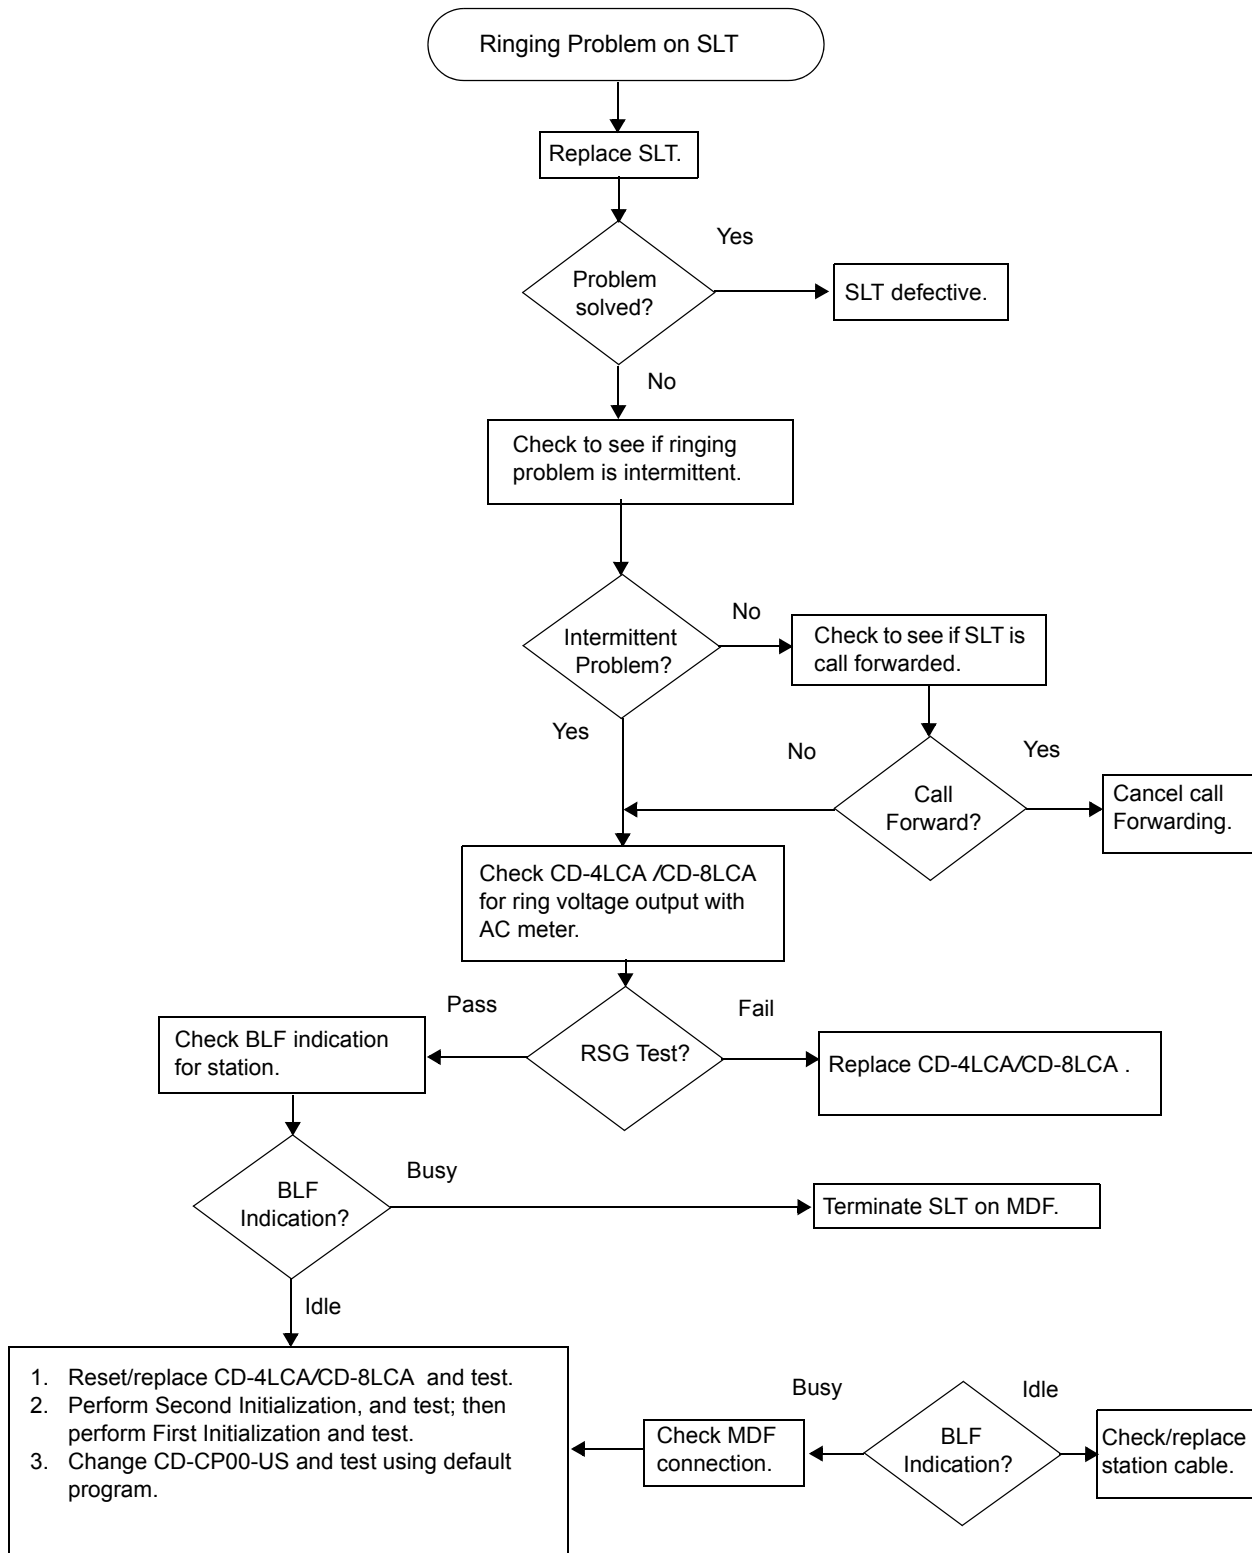 Ringing Problem on SLT
Replace SLT.
Yes
Problem
solved?
SLT defective.
No
Check to see if ringing
problem is intermittent.
No
Intermittent
Problem?
Check to see if SLT is
call forwarded.
Yes
No
Yes
Call
Forward?
Cancel call
Forwarding.
Check CD-4LCA /CD-8LCA
for ring voltage output with
AC meter.
Pass
Fail
Check BLF indication
for station.
RSG Test?
Replace CD-4LCA/CD-8LCA .
Busy
BLF
Indication?
Terminate SLT on MDF.
Idle
1. Reset/replace CD-4LCA/CD-8LCA and test.
2. Perform Second Initialization, and test; then
perform First Initialization and test.
3. Change CD-CP00-US and test using default
program.
Busy
Idle
Check MDF
connection.
BLF
Indication?
Check/replace
station cable.